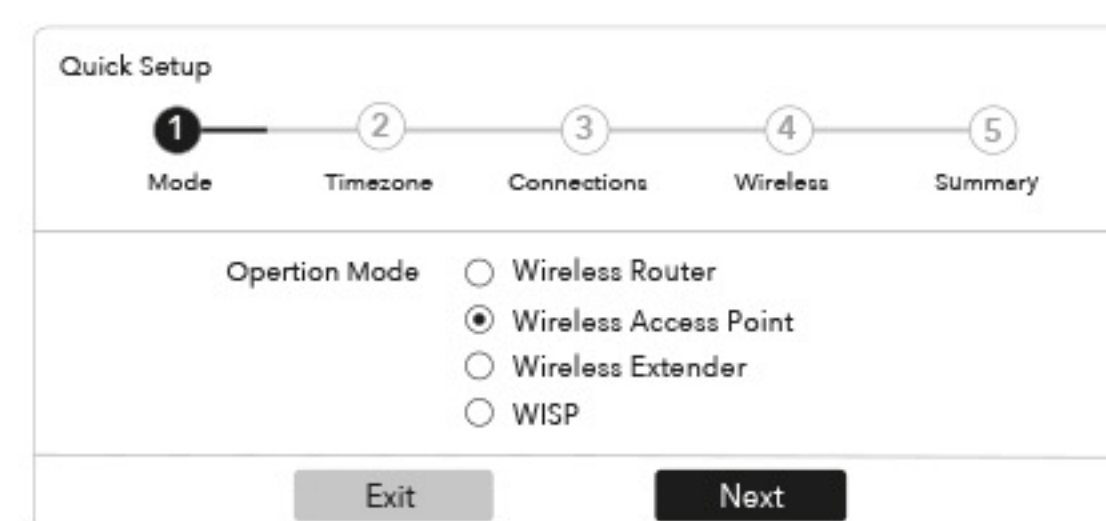 Quick Setup
1 2 3 4 5
Mode Timezone Connections Wireless Summary
Opertion Mode Wireless Router
Wireless Access Point
Wireless Extender
WISP
Exit Next